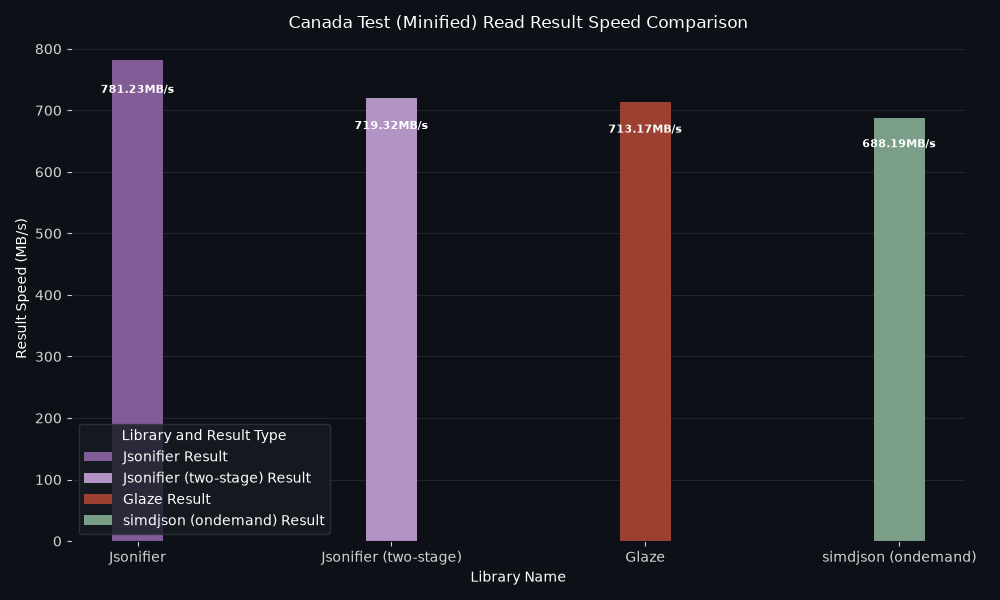 Canada Test (Minified) Read Result Speed Comparison
Result Speed (MB/s)
800
700
600
500
400
300
200
100
0
781.23MB/s
719.32MB/s
713.17MB/s
688.19MB/s
Library and Result Type
Jsonifier Result
Jsonifier (two-stage) Result
Glaze Result
simdjson (ondemand) Result
Jsonifier
Jsonifier (two-stage)
Glaze
simdjson (ondemand)
Library Name